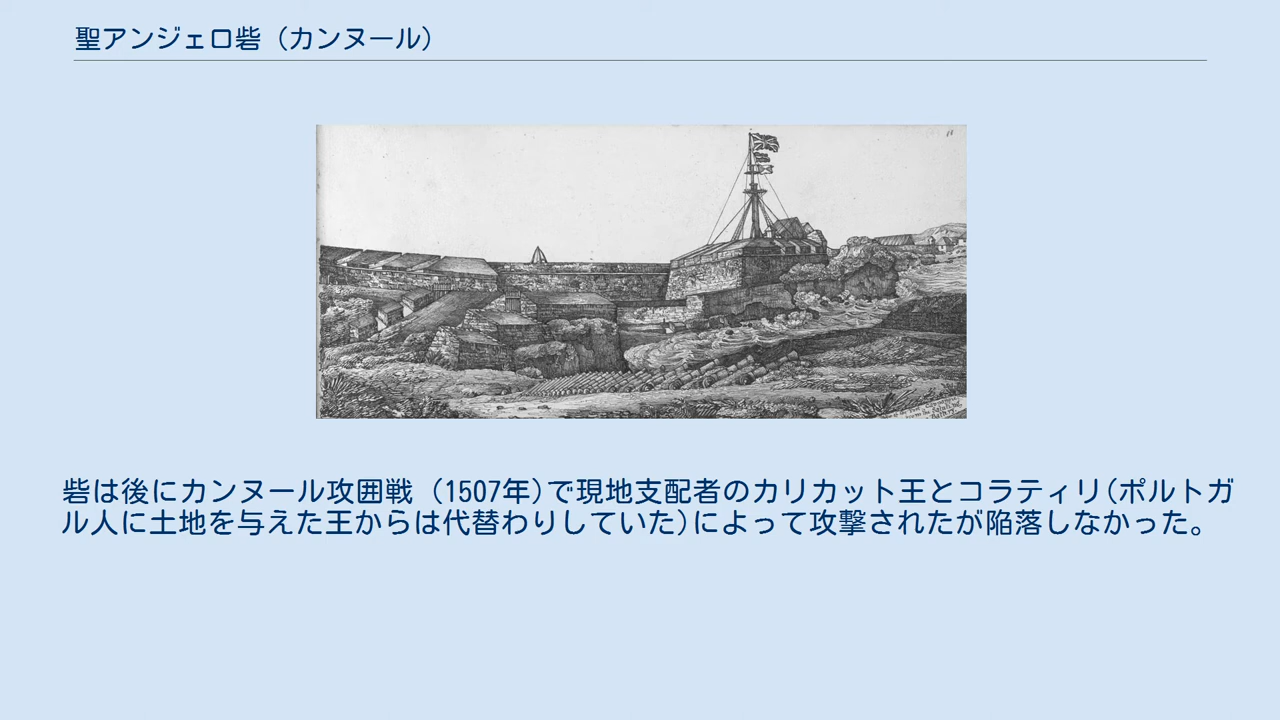 聖アンジェロ砦（カンヌール）
砦は後にカンヌール攻囲戦（1507年)で現地支配者のカリカット王とコラティリ(ポルトガ
ル人に土地を与えた王からは代替わりしていた)によって攻撃されたが陥落しなかった。